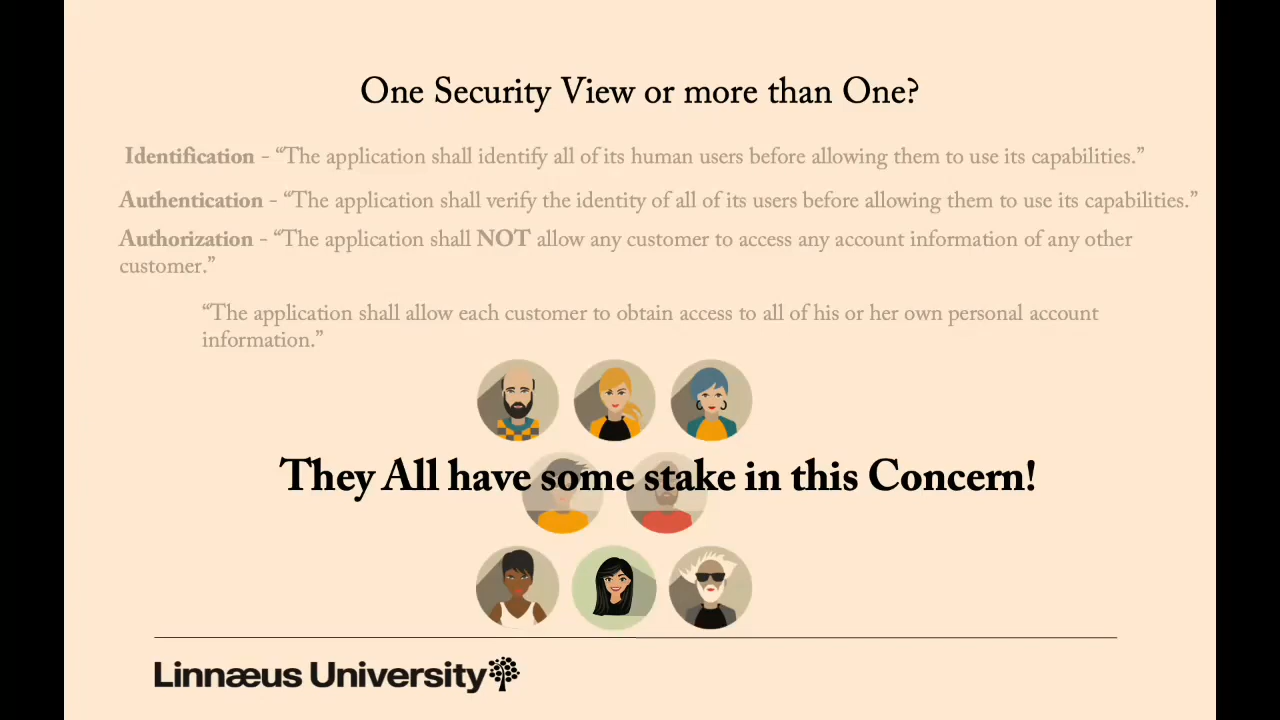 One Security View or more than One?
Identification - “The application shall identify all of its human users before allowing them to use its capabilities.”
Authentication - “The application shall verify the identity of all of its users before allowing them to use its capabilities.”
Authorization - “The application shall NOT allow any customer to access any account information of any other
customer.”
“The application shall allow each customer to obtain access to all of his or her own personal account
information.”
They All have some stake in this Concern!
Linnæus University